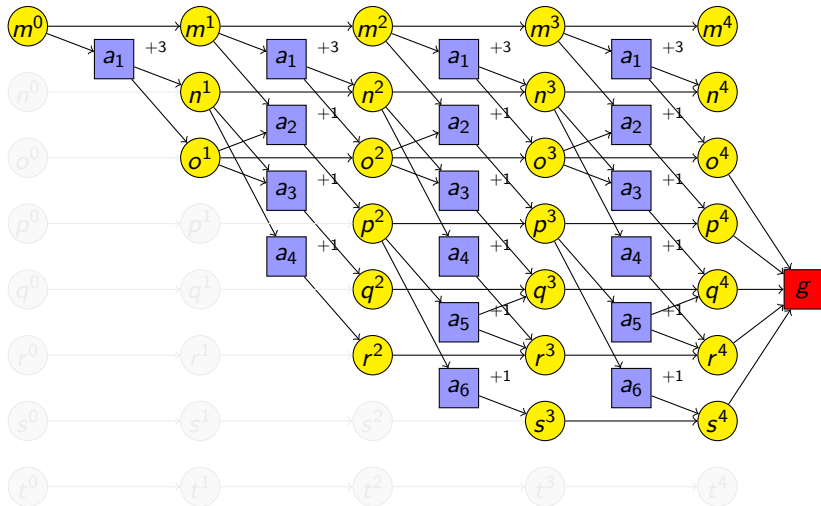 m⁰ m¹ m² m³ m⁴
a₁ +3 a₁ +3 a₁ +3 a₁ +3
n⁰ n¹ n² n³ n⁴
a₂ +1 a₂ +1 a₂ +1
o⁰ o¹ o² o³ o⁴
a₃ +1 a₃ +1 a₃ +1
p⁰ p¹ p² p³ p⁴
a₄ +1 a₄ +1 a₄ +1
q⁰ q¹ q² q³ q⁴ g
a₅ +1 a₅ +1
r⁰ r¹ r² r³ r⁴
a₆ +1 a₆ +1
s⁰ s¹ s² s³ s⁴
t⁰ t¹ t² t³ t⁴